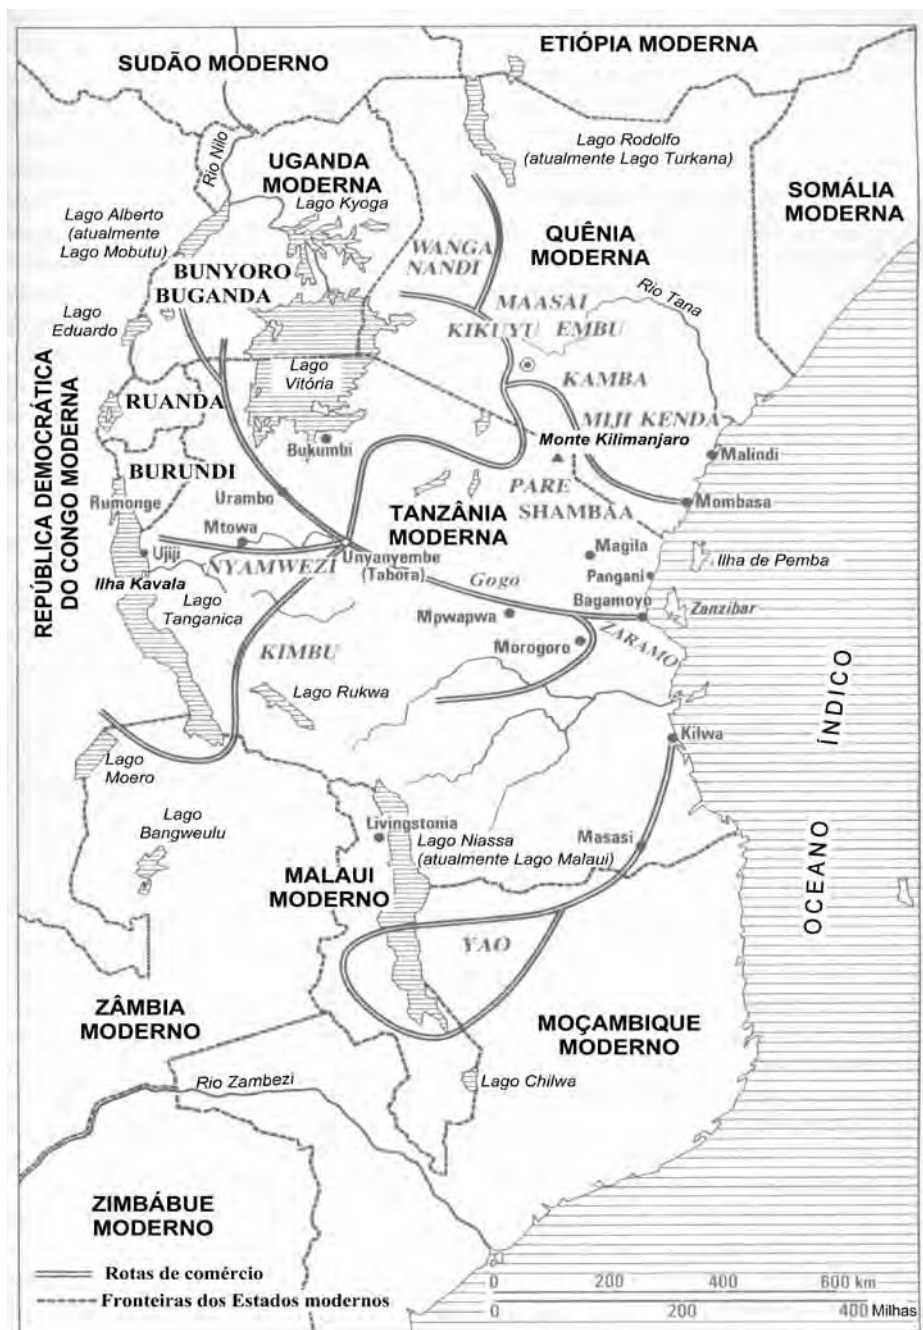 ETIÓPIA MODERNA
SUDÃO MODERNO
Lago Rodolfo
(atualmente Lago Turkana)
Rio Nilo
UGANDA
MODERNA
Lago Kyoga
SOMÁLIA
MODERNA
Lago Alberto
(atualmente
Lago Mobutu)
WANGA
NANDI
QUÊNIA
MODERNA
BUNYORO
BUGANDA
Rio Tana
MAASAI
Lago
Eduardo
KIKUYU EMBU
Lago
Vitória
KAMBA
RUANDA
MIJI KENDA
REPÚBLICA DEMOCRÁTICA
DO CONGO MODERNA
Bukumbi
Monte Kilimanjaro
Malindi
BURUNDI
PARE
Rumonge
Urambo
Mombasa
TANZÂNIA
MODERNA
SHAMBAA
Mtowa
Magila
Ujiji
NYAMWEZI
Unyanyembe
(Tabora)
Ilha de Pemba
Pangani
Ilha Kavala
Gogo
Lago
Tanganica
Bagamoyo
Zanzibar
Mpwapwa
ZARAMO
Morogoro
KIMBU
Lago Rukwa
OCEANO ÍNDICO
Kilwa
Lago
Moero
Lago
Bangweulu
Livingstonia
Lago Niassa
(atualmente Lago Malaui)
Masasi
MALAUI
MODERNO
YAO
ZÂMBIA
MODERNO
MOÇAMBIQUE
MODERNO
Rio Zambezi
Lago Chilwa
ZIMBÁBUE
MODERNO
Rotas de comércio
Fronteiras dos Estados modernos
0 200 400 600 km
0 200 400 Milhas